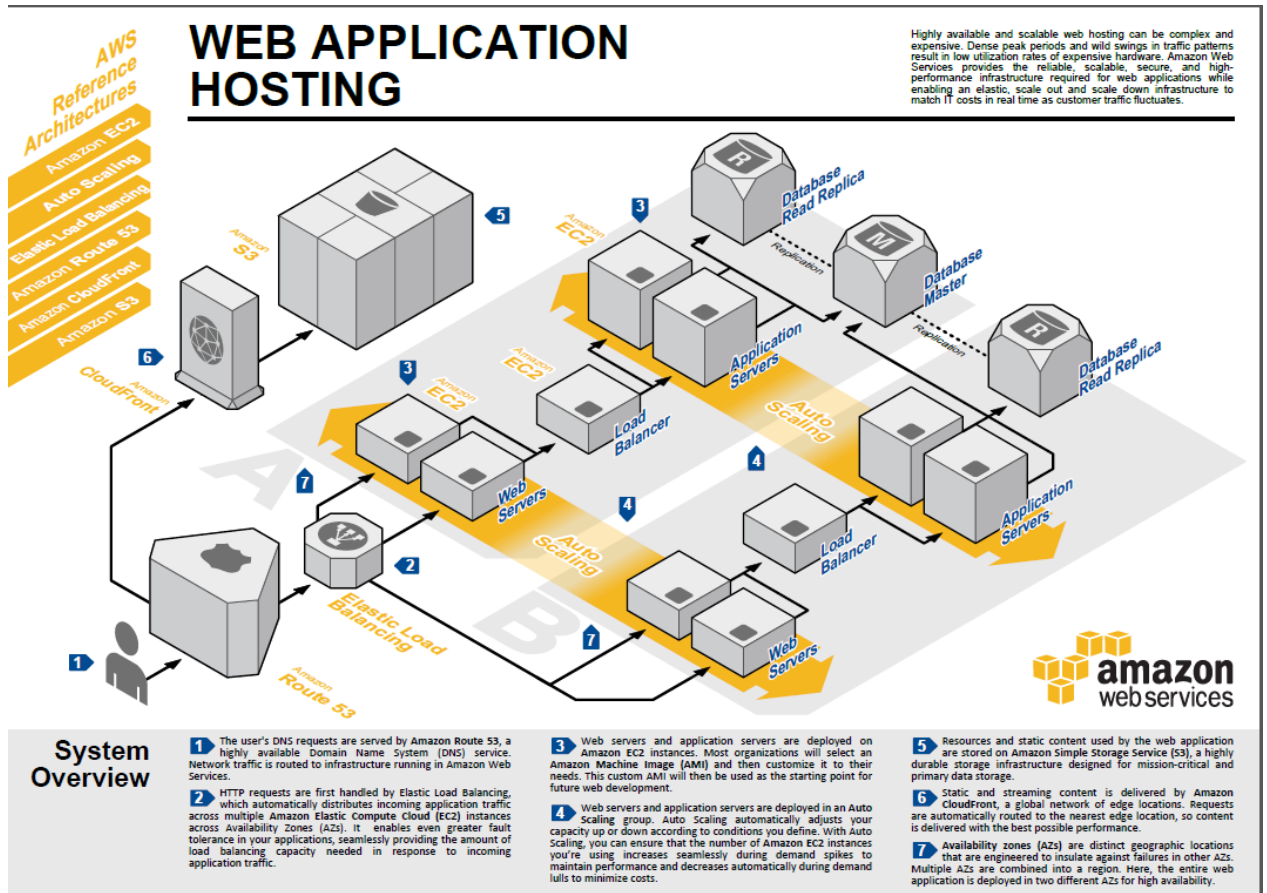 WEB APPLICATION
HOSTING
Highly available and scalable web hosting can be complex and
expensive. Dense peak periods and wild swings in traffic patterns
result in low utilization rates of expensive hardware. Amazon Web
Services provides the reliable, scalable, secure, and high-
performance infrastructure required for web applications while
enabling an elastic, scale out and scale down infrastructure to
match IT costs in real time as customer traffic fluctuates.
AWS
Reference
Architectures
Amazon EC2
Auto Scaling
Elastic Load Balancing
Amazon Route 53
Amazon CloudFront
Amazon S3
R
Database
Read Replica
3
Amazon
EC2
5
Amazon
S3
Replication
M
Database
Master
Replication
R
Database
Read Replica
Application
Servers
6
Amazon
CloudFront
3
Amazon
EC2
Amazon
EC2
Load
Balancer
Auto
Scaling
A
7
Web
Servers
4
4
Application
Servers
Load
Balancer
2
Auto
Scaling
Elastic Load
Balancing
B
7
Web
Servers
1
Amazon
Route 53
amazon
webservices
System
Overview
1 The user's DNS requests are served by Amazon Route 53, a
highly available Domain Name System (DNS) service.
Network traffic is routed to infrastructure running in Amazon Web
Services.
2 HTTP requests are first handled by Elastic Load Balancing,
which automatically distributes incoming application traffic
across multiple Amazon Elastic Compute Cloud (EC2) instances
across Availability Zones (AZs). It enables even greater fault
tolerance in your applications, seamlessly providing the amount of
load balancing capacity needed in response to incoming
application traffic.
3 Web servers and application servers are deployed on
Amazon EC2 instances. Most organizations will select an
Amazon Machine Image (AMI) and then customize it to their
needs. This custom AMI will then be used as the starting point for
future web development.
4 Web servers and application servers are deployed in an Auto
Scaling group. Auto Scaling automatically adjusts your
capacity up or down according to conditions you define. With Auto
Scaling, you can ensure that the number of Amazon EC2 instances
you're using increases seamlessly during demand spikes to
maintain performance and decreases automatically during demand
lulls to minimize costs.
5 Resources and static content used by the web application
are stored on Amazon Simple Storage Service (S3), a highly
durable storage infrastructure designed for mission-critical and
primary data storage.
6 Static and streaming content is delivered by Amazon
CloudFront, a global network of edge locations. Requests
are automatically routed to the nearest edge location, so content
is delivered with the best possible performance.
7 Availability zones (AZs) are distinct geographic locations
that are engineered to insulate against failures in other AZs.
Multiple AZs are combined into a region. Here, the entire web
application is deployed in two different AZs for high availability.